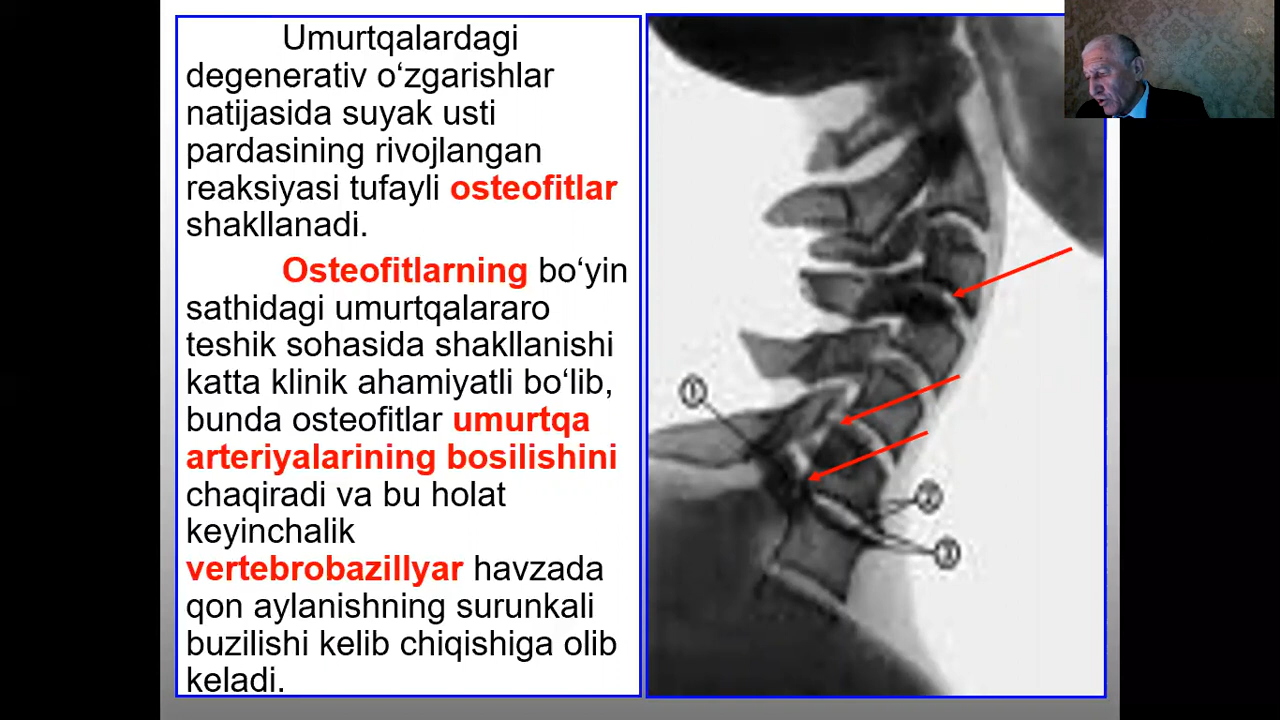 Umurtqalardagi
degenerativ o‘zgarishlar
natijasida suyak usti
pardasining rivojlangan
reaksiyasi tufayli osteofitlar
shakllanadi.
Osteofitlarning bo‘yin
sathidagi umurtqalararo
teshik sohasida shakllanishi
katta klinik ahamiyatli bo‘lib,
bunda osteofitlar umurtqa
arteriyalarining bosilishini
chaqiradi va bu holat
keyinchalik
vertebrobazillyar havzada
qon aylanishning surunkali
buzilishi kelib chiqishiga olib
keladi.
1
2
3